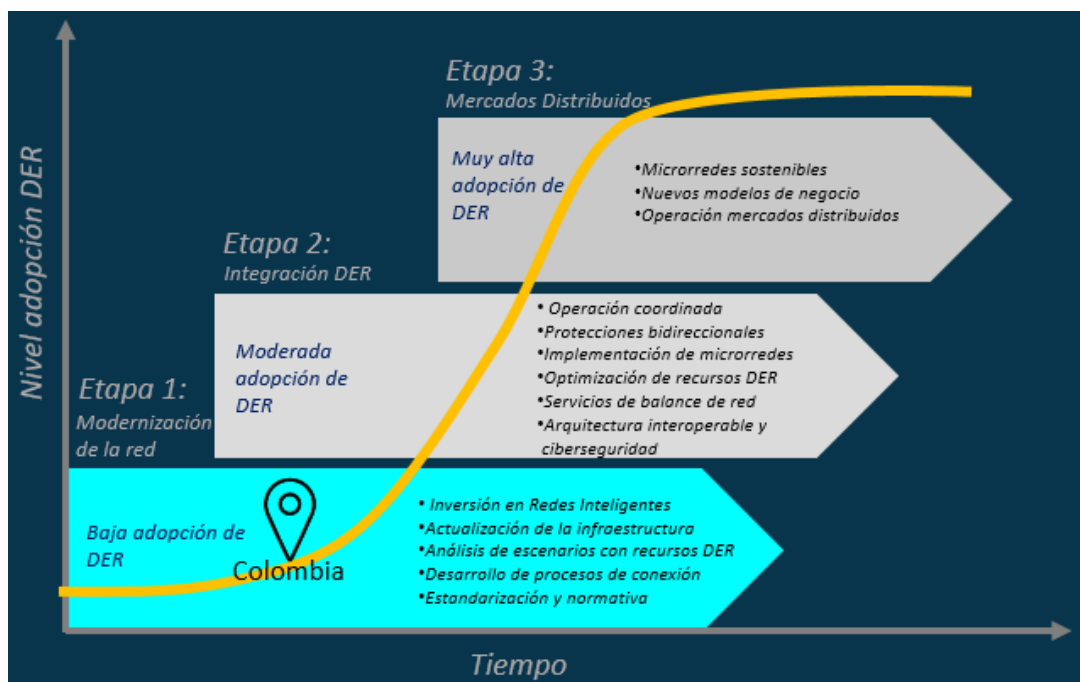 Etapa 3:
Mercados Distribuidos
Muy alta
adopción de
DER
•Microrredes sostenibles
•Nuevos modelos de negocio
•Operación mercados distribuidos
Etapa 2:
Integración DER
Moderada
adopción de
DER
• Operación coordinada
•Protecciones bidireccionales
•Implementación de microrredes
•Optimización de recursos DER
•Servicios de balance de red
•Arquitectura interoperable y
ciberseguridad
Etapa 1:
Modernización
de la red
Baja adopción de
DER
Colombia
• Inversión en Redes Inteligentes
•Actualización de la infraestructura
•Análisis de escenarios con recursos DER
•Desarrollo de procesos de conexión
•Estandarización y normativa
Nivel adopción DER
Tiempo